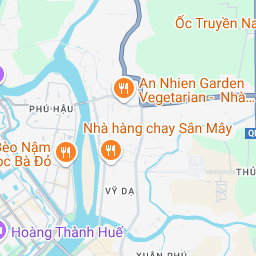 Ốc Truyền Na
An Nhien Garden
Vegetarian - Nhà...
PHÚ HẬU
Nhà hàng chay Sân Mây
Bèo Nậm
ọc Bà Đỏ
VỸ DẠ
THỦ
Hoàng Thành Huế
XUÂN PHÚ